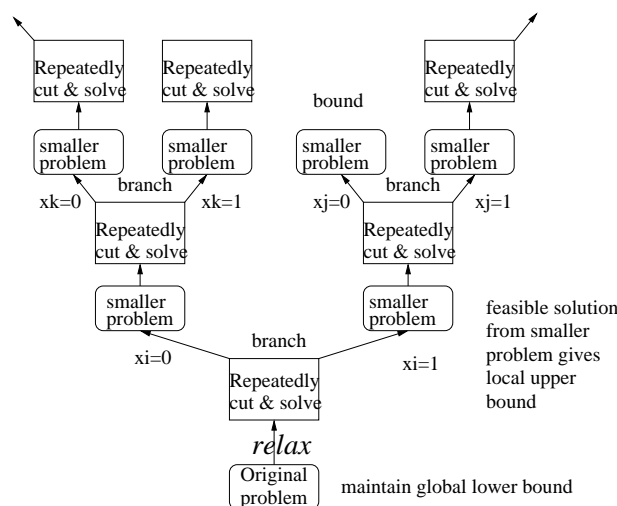 Repeatedly
cut & solve
Repeatedly
cut & solve
Repeatedly
cut & solve
bound
smaller
problem
smaller
problem
smaller
problem
smaller
problem
branch
branch
xk=0
xk=1
xj=0
xj=1
Repeatedly
cut & solve
Repeatedly
cut & solve
smaller
problem
smaller
problem
feasible solution
from smaller
problem gives
local upper
bound
branch
xi=0
xi=1
Repeatedly
cut & solve
relax
Original
problem
maintain global lower bound